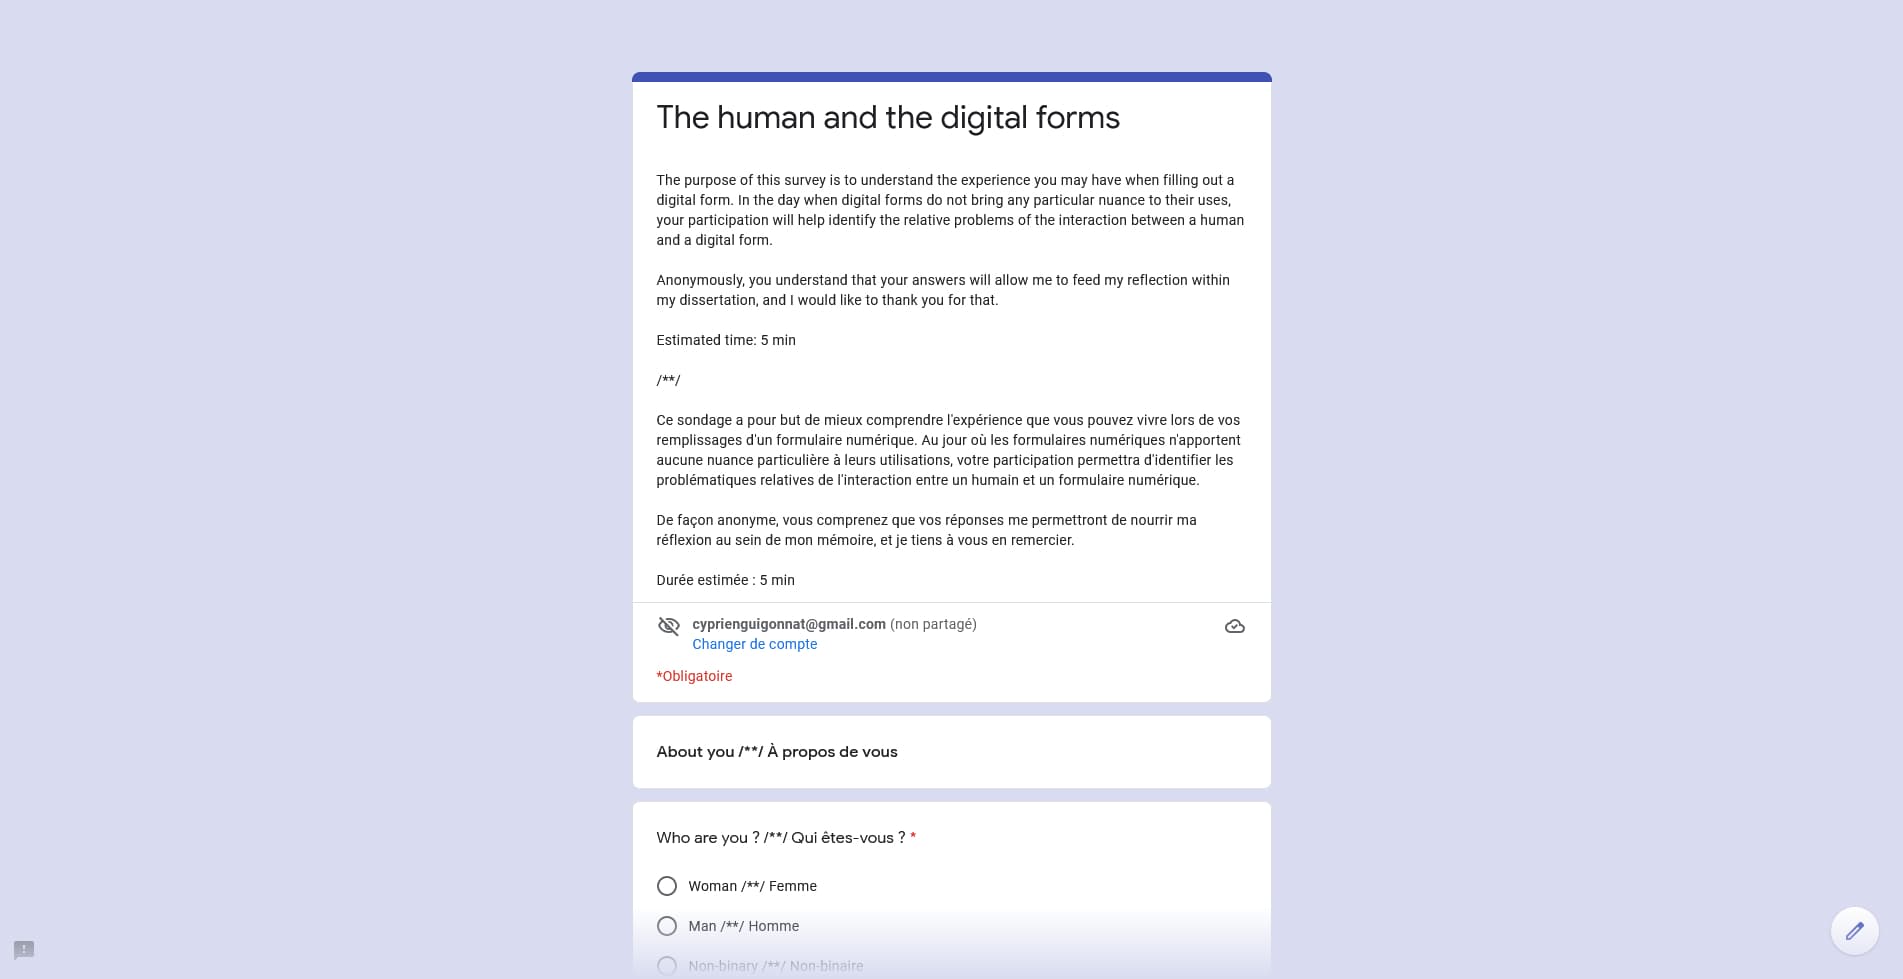 The human and the digital forms
The purpose of this survey is to understand the experience you may have when filling out a
digital form. In the day when digital forms do not bring any particular nuance to their uses,
your participation will help identify the relative problems of the interaction between a human
and a digital form.
Anonymously, you understand that your answers will allow me to feed my reflection within
my dissertation, and I would like to thank you for that.
Estimated time: 5 min
/**/
Ce sondage a pour but de mieux comprendre l'expérience que vous pouvez vivre lors de vos
remplissages d'un formulaire numérique. Au jour où les formulaires numériques n'apportent
aucune nuance particulière à leurs utilisations, votre participation permettra d'identifier les
problématiques relatives de l'interaction entre un humain et un formulaire numérique.
De façon anonyme, vous comprenez que vos réponses me permettront de nourrir ma
réflexion au sein de mon mémoire, et je tiens à vous en remercier.
Durée estimée : 5 min
cyprienguigonnat@gmail.com (non partagé)
Changer de compte
*Obligatoire
About you /**/ À propos de vous
Who are you ? /**/ Qui êtes-vous ? *
Woman /**/ Femme
Man /**/ Homme
Non-binary /**/ Non-binaire